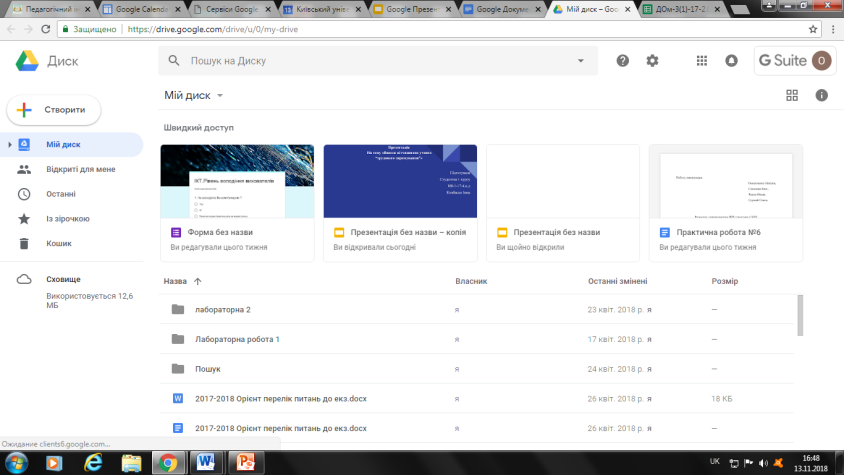 Педагогічний ін
Google Calenda
Сервіси Google
Київський уніве
Google Презент
Google Докуме
Мій диск – Goo
ДОм-3(1)-17-2.0
Защищено https://drive.google.com/drive/u/0/my-drive
Диск
Пошук на Диску
G Suite
О
Створити
Мій диск
Відкриті для мене
Останні
Із зірочкою
Кошик
Сховище
Використовується 12,6
МБ
Мій диск
Швидкий доступ
Форма без назви
Ви редагували цього тижня
Презентація без назви – копія
Ви відкривали сьогодні
Презентація без назви
Ви щойно відкрили
Практична робота №6
Ви редагували цього тижня
Назва Власник Останні змінені Розмір
лабораторна 2 я 23 квіт. 2018 р. я —
Лабораторна робота 1 я 17 квіт. 2018 р. я —
Пошук я 24 квіт. 2018 р. я —
2017-2018 Орієнт перелік питань до екз.docx я 26 квіт. 2018 р. я 18 КБ
2017-2018 Орієнт перелік питань до екз.docx я 26 квіт. 2018 р. я —
Ожидание clients6.google.com...
UK
16:48
13.11.2018